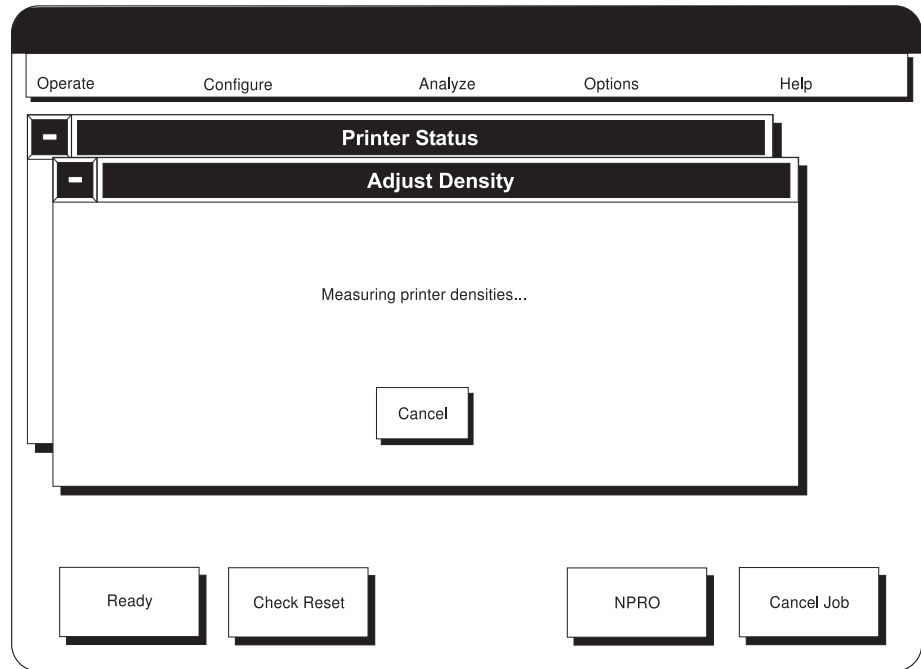 Operate Configure Analyze Options Help
Printer Status
Adjust Density
Measuring printer densities...
Cancel
Ready Check Reset NPRO Cancel Job